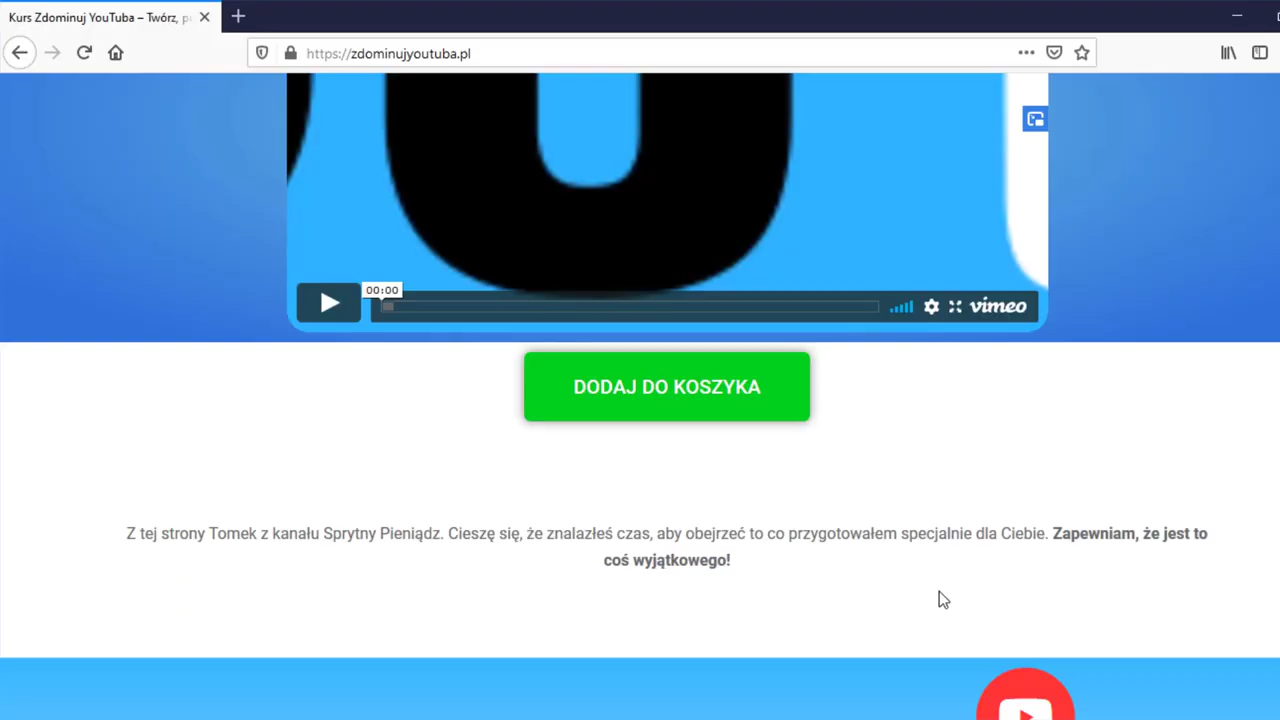 Kurs Zdominuj YouTuba – Twórz, p
https://zdominujyoutuba.pl
00:00
vimeo
DODAJ DO KOSZYKA
Z tej strony Tomek z kanału Sprytny Pieniądz. Cieszę się, że znalazłeś czas, aby obejrzeć to co przygotowałem specjalnie dla Ciebie. Zapewniam, że jest to
coś wyjątkowego!